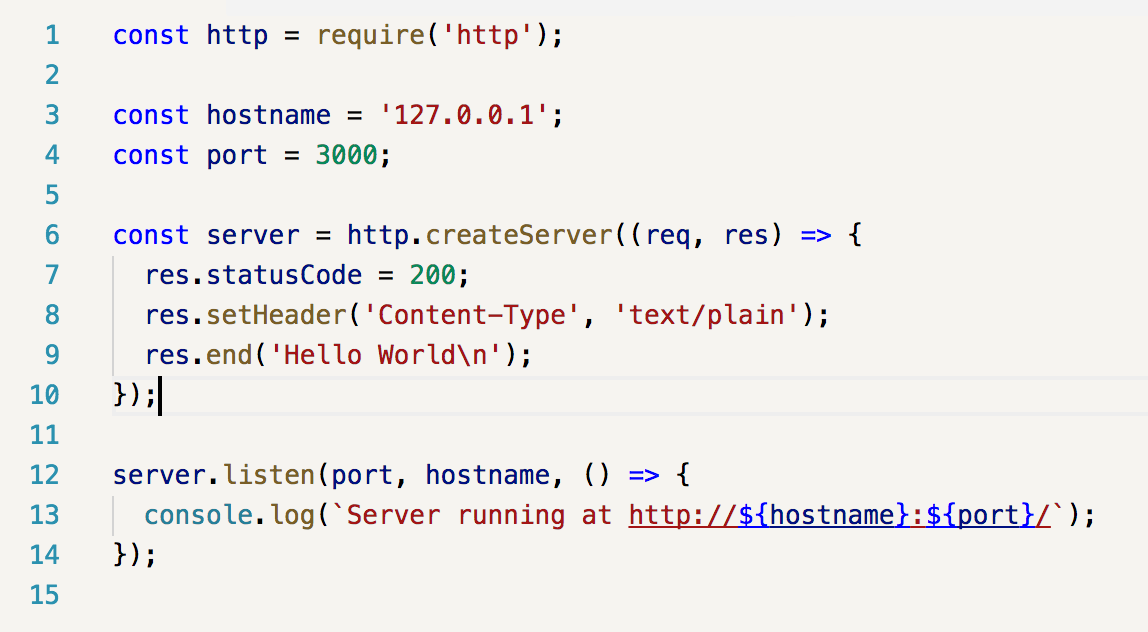 1 const http = require('http');
2
3 const hostname = '127.0.0.1';
4 const port = 3000;
5
6 const server = http.createServer((req, res) => {
7   res.statusCode = 200;
8   res.setHeader('Content-Type', 'text/plain');
9   res.end('Hello World\n');
10 });
11
12 server.listen(port, hostname, () => {
13   console.log(`Server running at http://${hostname}:${port}/`);
14 });
15